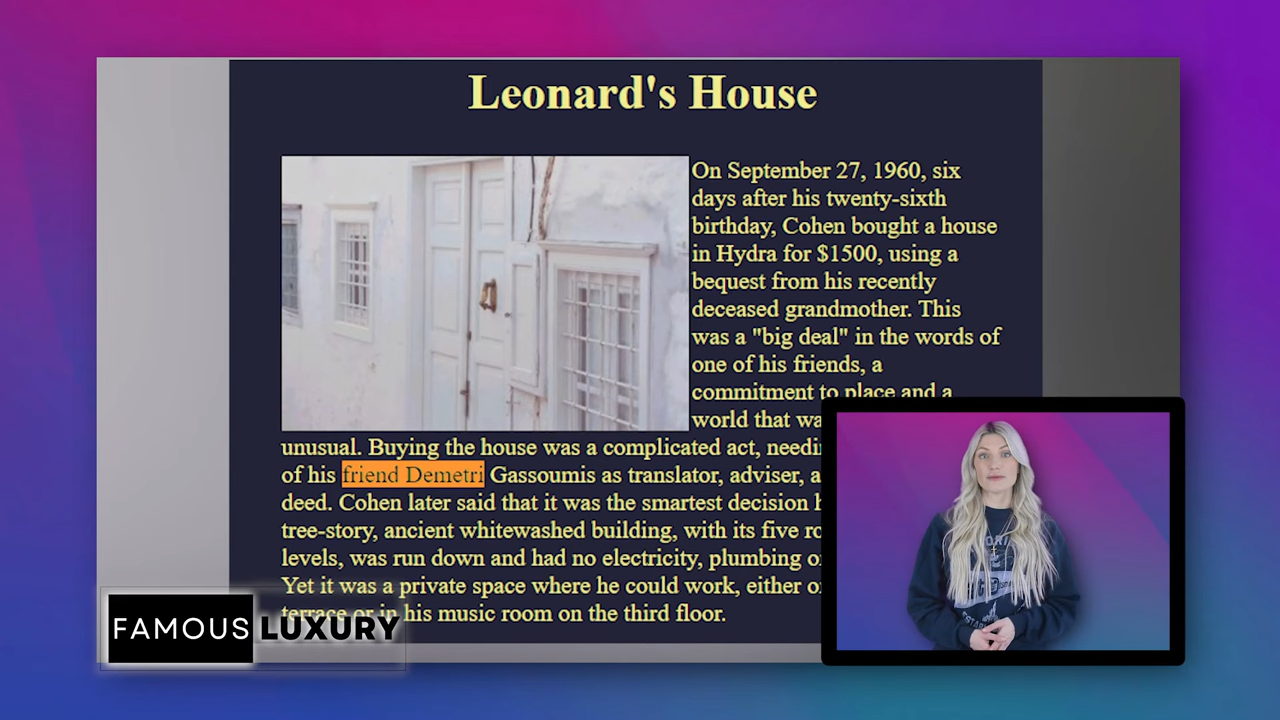 Leonard's House
On September 27, 1960, six
days after his twenty-sixth
birthday, Cohen bought a house
in Hydra for $1500, using a
bequest from his recently
deceased grandmother. This
was a "big deal" in the words of
one of his friends, a
commitment to place and a
world that
unusual. Buying the house was a complicated act,
of his friend Demetri Gassoumis as translator, adviser,
deed. Cohen later said that it was the smartest decision
tree-story, ancient whitewashed building, with its five
levels, was run down and had no electricity, plumbing
Yet it was a private space where he could work, either
terrace or in his music room on the third floor.
FAMOUS LUXURY